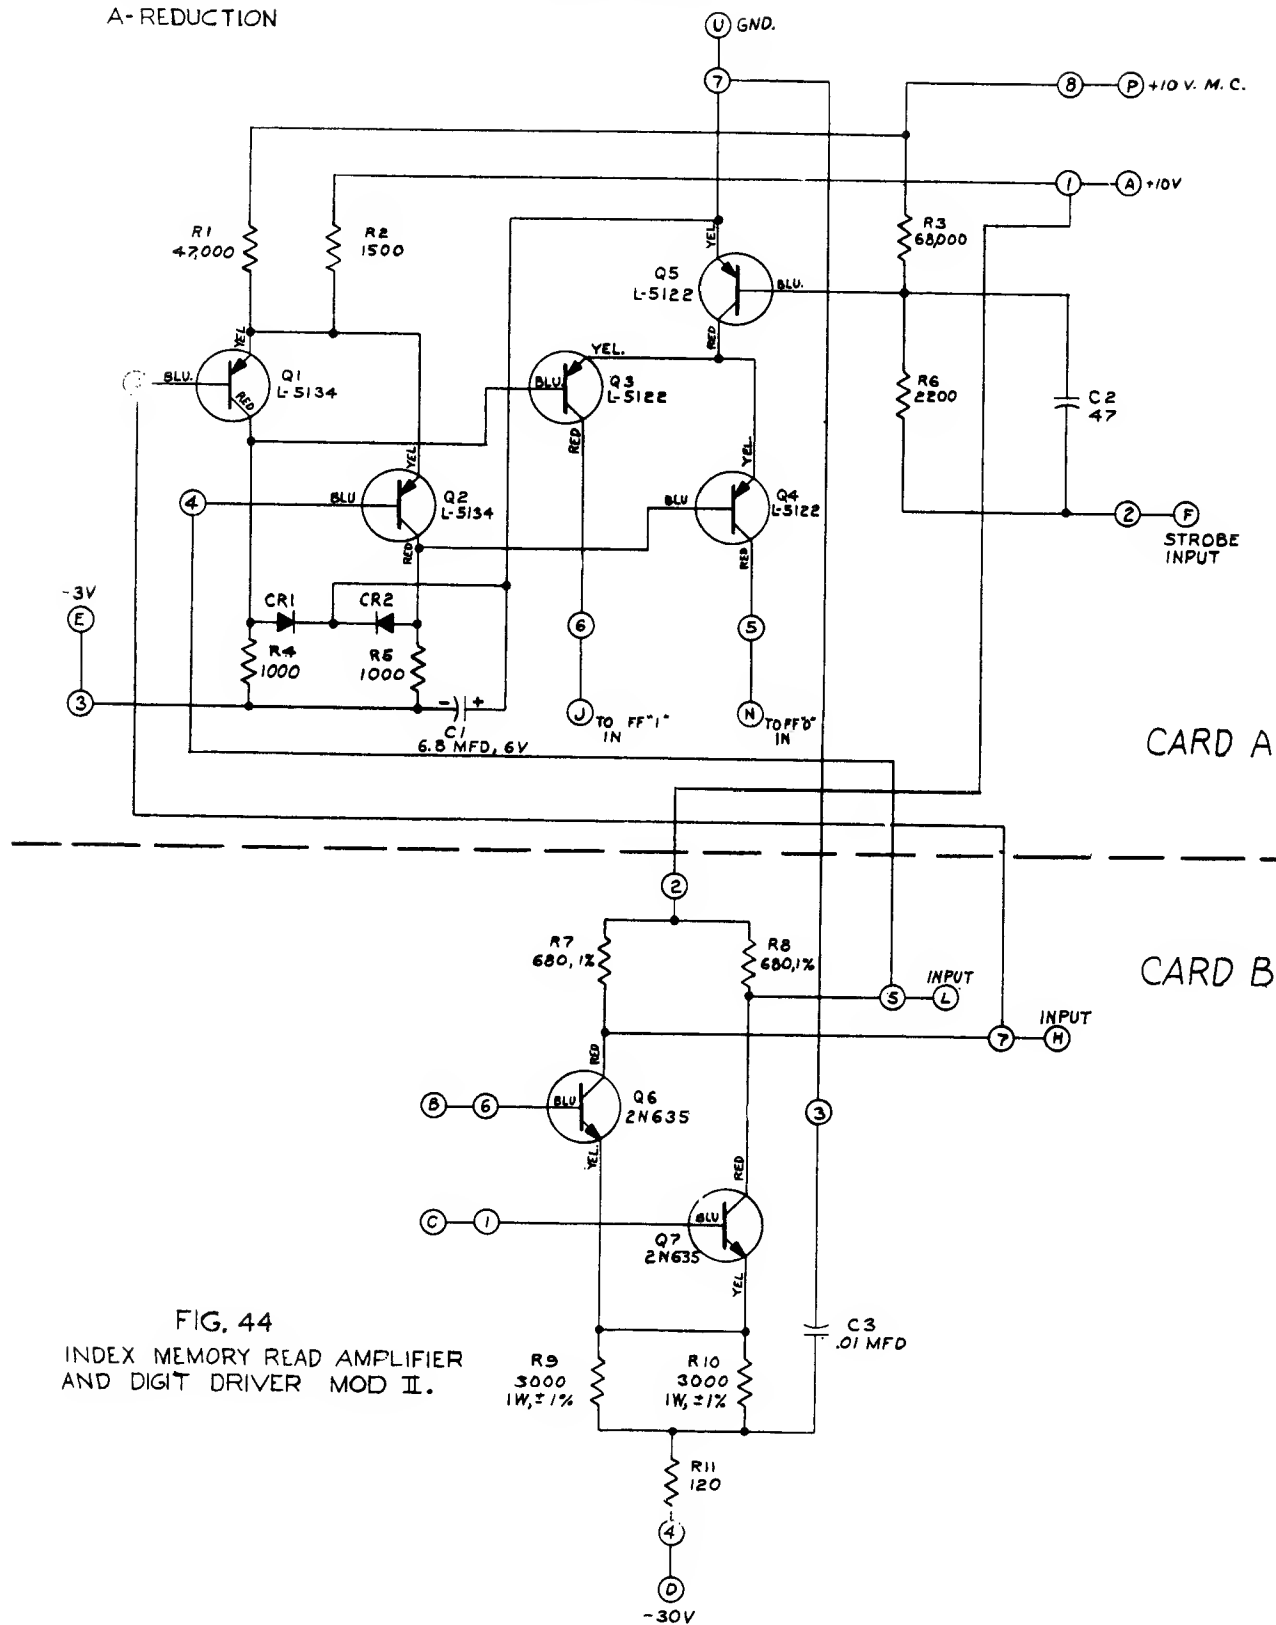 A-REDUCTION
U GND.
7
8 P +10 V. M. C.
1 A +10V
R1
47,000
R2
1500
R3
68,000
YEL
Q5
L-5122
BLU.
RED
YEL
BLU.
Q1
L-5134
RED
YEL.
BLU.
Q3
L-5122
RED
R6
2200
C2
47
YEL.
YEL.
4
BLU
Q2
L-5134
RED
BLU
Q4
L-5122
RED
2 F
STROBE
INPUT
-3V
E
CR1
CR2
6
5
R4
1000
R5
1000
3
- +
C1
6.8 MFD, 6V
J TO FF"1"
IN
N TO FF"0"
IN
CARD A
2
R7
680, 1%
R8
680, 1%
CARD B
5 L
INPUT
7 H
INPUT
RED
B 6
BLU
Q6
2N635
YEL.
3
RED
C 1
BLU
Q7
2N635
YEL
FIG. 44
INDEX MEMORY READ AMPLIFIER
AND DIGIT DRIVER MOD II.
C3
.01 MFD
R9
3000
1W, ±1%
R10
3000
1W, ±1%
R11
120
4
D
-30V